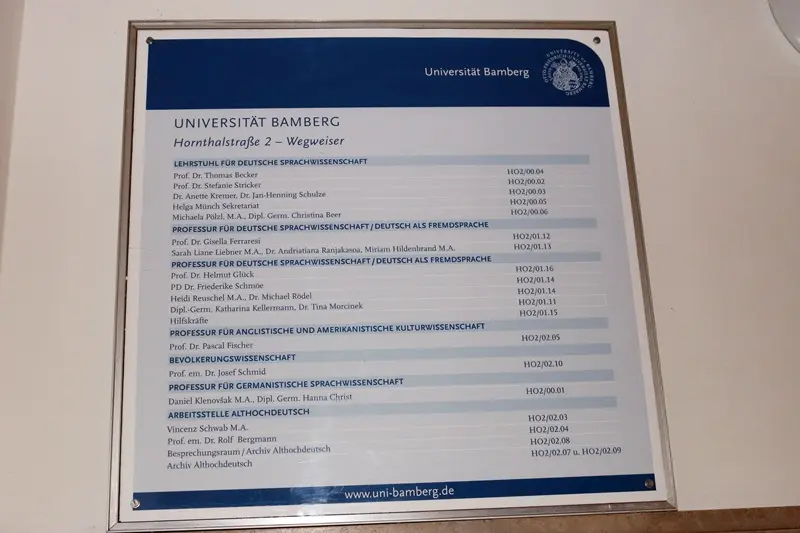 Universität Bamberg
UNIVERSITÄT BAMBERG
Hornthalstraße 2 – Wegweiser
LEHRSTUHL FÜR DEUTSCHE SPRACHWISSENSCHAFT
Prof. Dr. Thomas Becker HO2/00.04
Prof. Dr. Stefanie Stricker HO2/00.02
Dr. Anette Kremer, Dr. Jan-Henning Schulze HO2/00.03
Helga Münch Sekretariat HO2/00.05
Michaela Pölzl, M.A., Dipl. Germ. Christina Beer HO2/00.06
PROFESSUR FÜR DEUTSCHE SPRACHWISSENSCHAFT / DEUTSCH ALS FREMDSPRACHE
Prof. Dr. Gisella Ferraresi HO2/01.12
Sarah Liane Liebner M.A., Dr. Andriatiana Ranjakasoa, Miriam Hildenbrand M.A. HO2/01.13
PROFESSUR FÜR DEUTSCHE SPRACHWISSENSCHAFT / DEUTSCH ALS FREMDSPRACHE
Prof. Dr. Helmut Glück HO2/01.16
PD Dr. Friederike Schmöe HO2/01.14
Heidi Reuschel M.A., Dr. Michael Rödel HO2/01.14
Dipl.-Germ. Katharina Kellermann, Dr. Tina Morcinek HO2/01.11
Hilfskräfte HO2/01.15
PROFESSUR FÜR ANGLISTISCHE UND AMERIKANISTISCHE KULTURWISSENSCHAFT
Prof. Dr. Pascal Fischer HO2/02.05
BEVÖLKERUNGSWISSENSCHAFT
Prof. em. Dr. Josef Schmid HO2/02.10
PROFESSUR FÜR GERMANISTISCHE SPRACHWISSENSCHAFT
Daniel Klenovšak M.A., Dipl. Germ. Hanna Christ HO2/00.01
ARBEITSSTELLE ALTHOCHDEUTSCH
Vincenz Schwab M.A. HO2/02.03
Prof. em. Dr. Rolf Bergmann HO2/02.04
Besprechungsraum / Archiv Althochdeutsch HO2/02.08
Archiv Althochdeutsch HO2/02.07 u. HO2/02.09
www.uni-bamberg.de